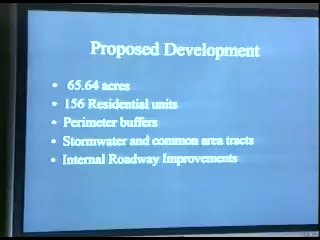 Proposed Development
• 65.64 acres
• 156 Residential units
• Perimeter buffers
• Stormwater and common area tracts
• Internal Roadway Improvements